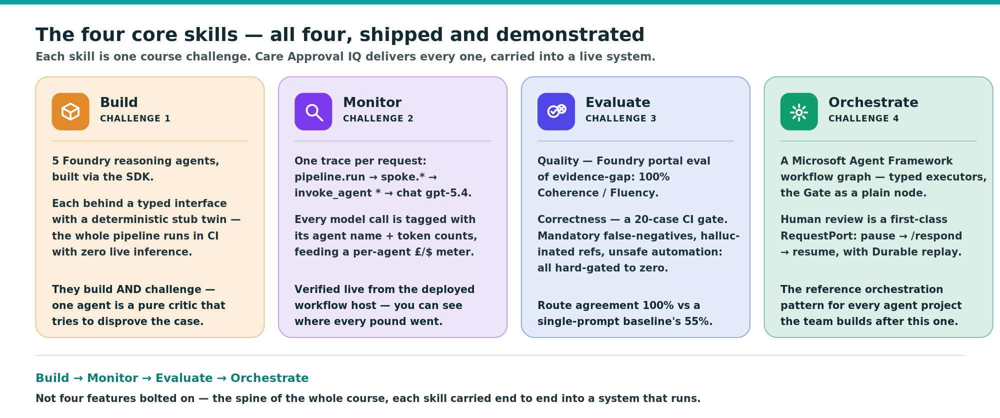 The four core skills — all four, shipped and demonstrated
Each skill is one course challenge. Care Approval IQ delivers every one, carried into a live system.
Build
CHALLENGE 1
5 Foundry reasoning agents,
built via the SDK.
Each behind a typed interface
with a deterministic stub twin —
the whole pipeline runs in CI
with zero live inference.
They build AND challenge —
one agent is a pure critic that
tries to disprove the case.
Monitor
CHALLENGE 2
One trace per request:
pipeline.run → spoke.* →
invoke_agent * → chat gpt-5.4.
Every model call is tagged with
its agent name + token counts,
feeding a per-agent £/$ meter.
Verified live from the deployed
workflow host — you can see
where every pound went.
Evaluate
CHALLENGE 3
Quality — Foundry portal eval
of evidence-gap: 100%
Coherence / Fluency.
Correctness — a 20-case CI gate.
Mandatory false-negatives, halluc-
inated refs, unsafe automation:
all hard-gated to zero.
Route agreement 100% vs a
single-prompt baseline's 55%.
Orchestrate
CHALLENGE 4
A Microsoft Agent Framework
workflow graph — typed executors,
the Gate as a plain node.
Human review is a first-class
RequestPort: pause → /respond
→ resume, with Durable replay.
The reference orchestration
pattern for every agent project
the team builds after this one.
Build → Monitor → Evaluate → Orchestrate
Not four features bolted on — the spine of the whole course, each skill carried end to end into a system that runs.